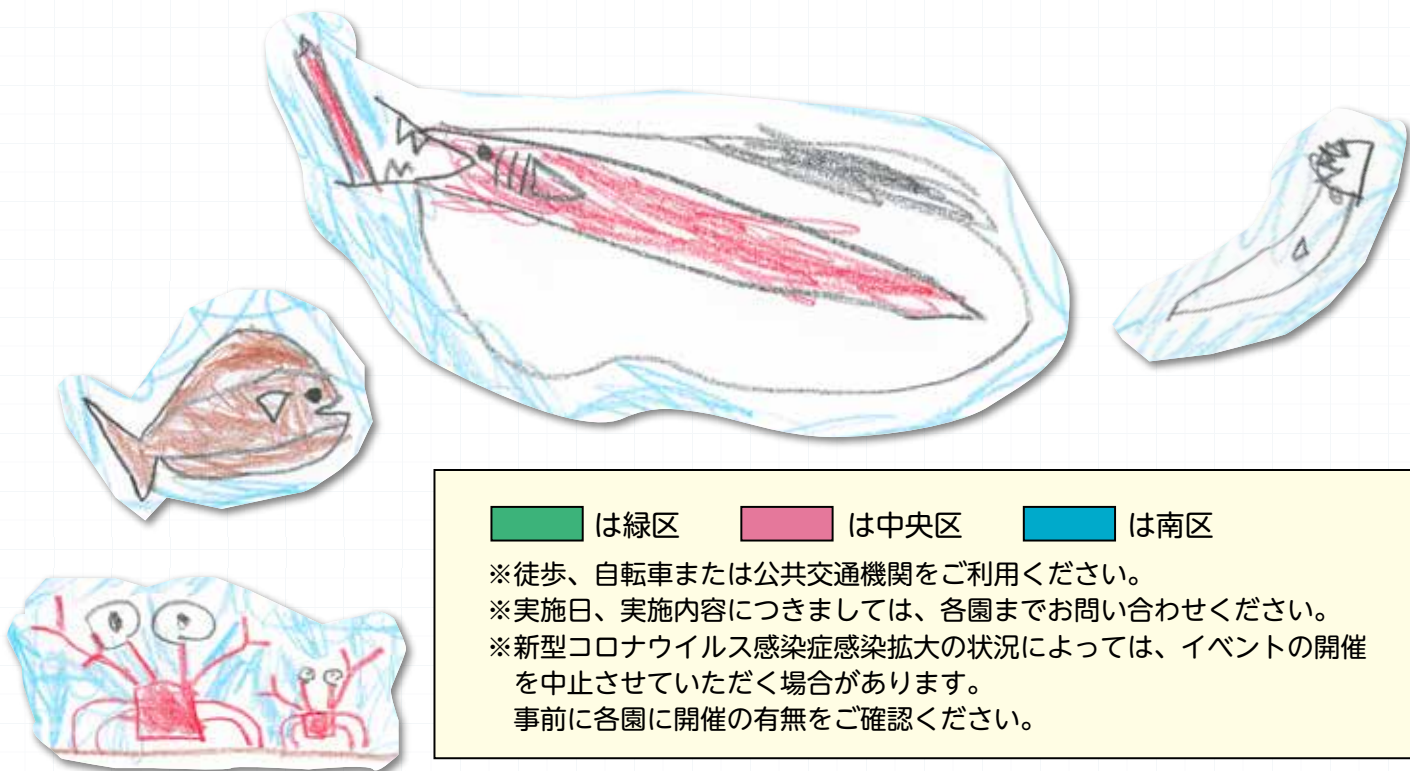 は緑区 は中央区 は南区
※徒歩、自転車または公共交通機関をご利用ください。
※実施日、実施内容につきましては、各園までお問い合わせください。
※新型コロナウイルス感染症感染拡大の状況によっては、イベントの開催
を中止させていただく場合があります。
事前に各園に開催の有無をご確認ください。